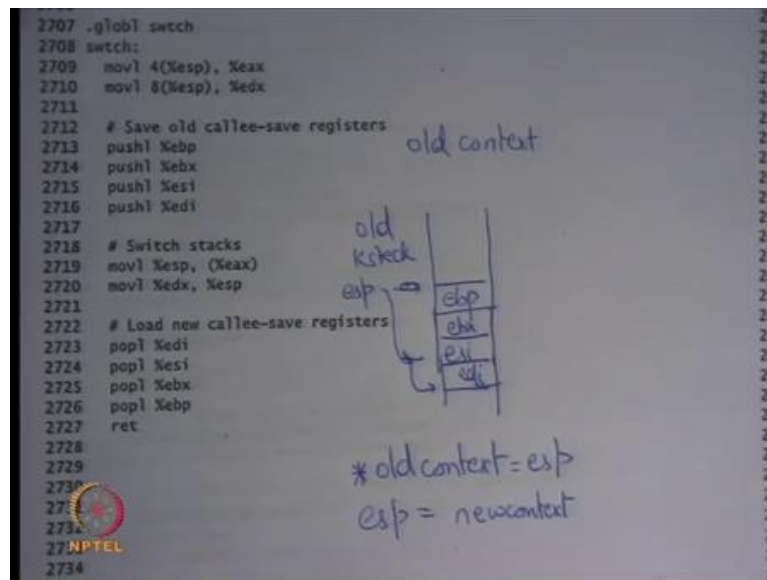 2707 .globl swtch
2708 swtch:
2709 movl 4(%esp), %eax
2710 movl 8(%esp), %edx
2711
2712 # Save old callee-save registers
2713 pushl %ebp
2714 pushl %ebx
2715 pushl %esi
2716 pushl %edi
2717
2718 # Switch stacks
2719 movl %esp, (%eax)
2720 movl %edx, %esp
2721
2722 # Load new callee-save registers
2723 popl %edi
2724 popl %esi
2725 popl %ebx
2726 popl %ebp
2727 ret
2728
2729
2730
273
2732
273
2734
old context
old
kstack
esp
ebp
ebx
esi
edi
* old context = esp
esp = newcontext
NPTEL